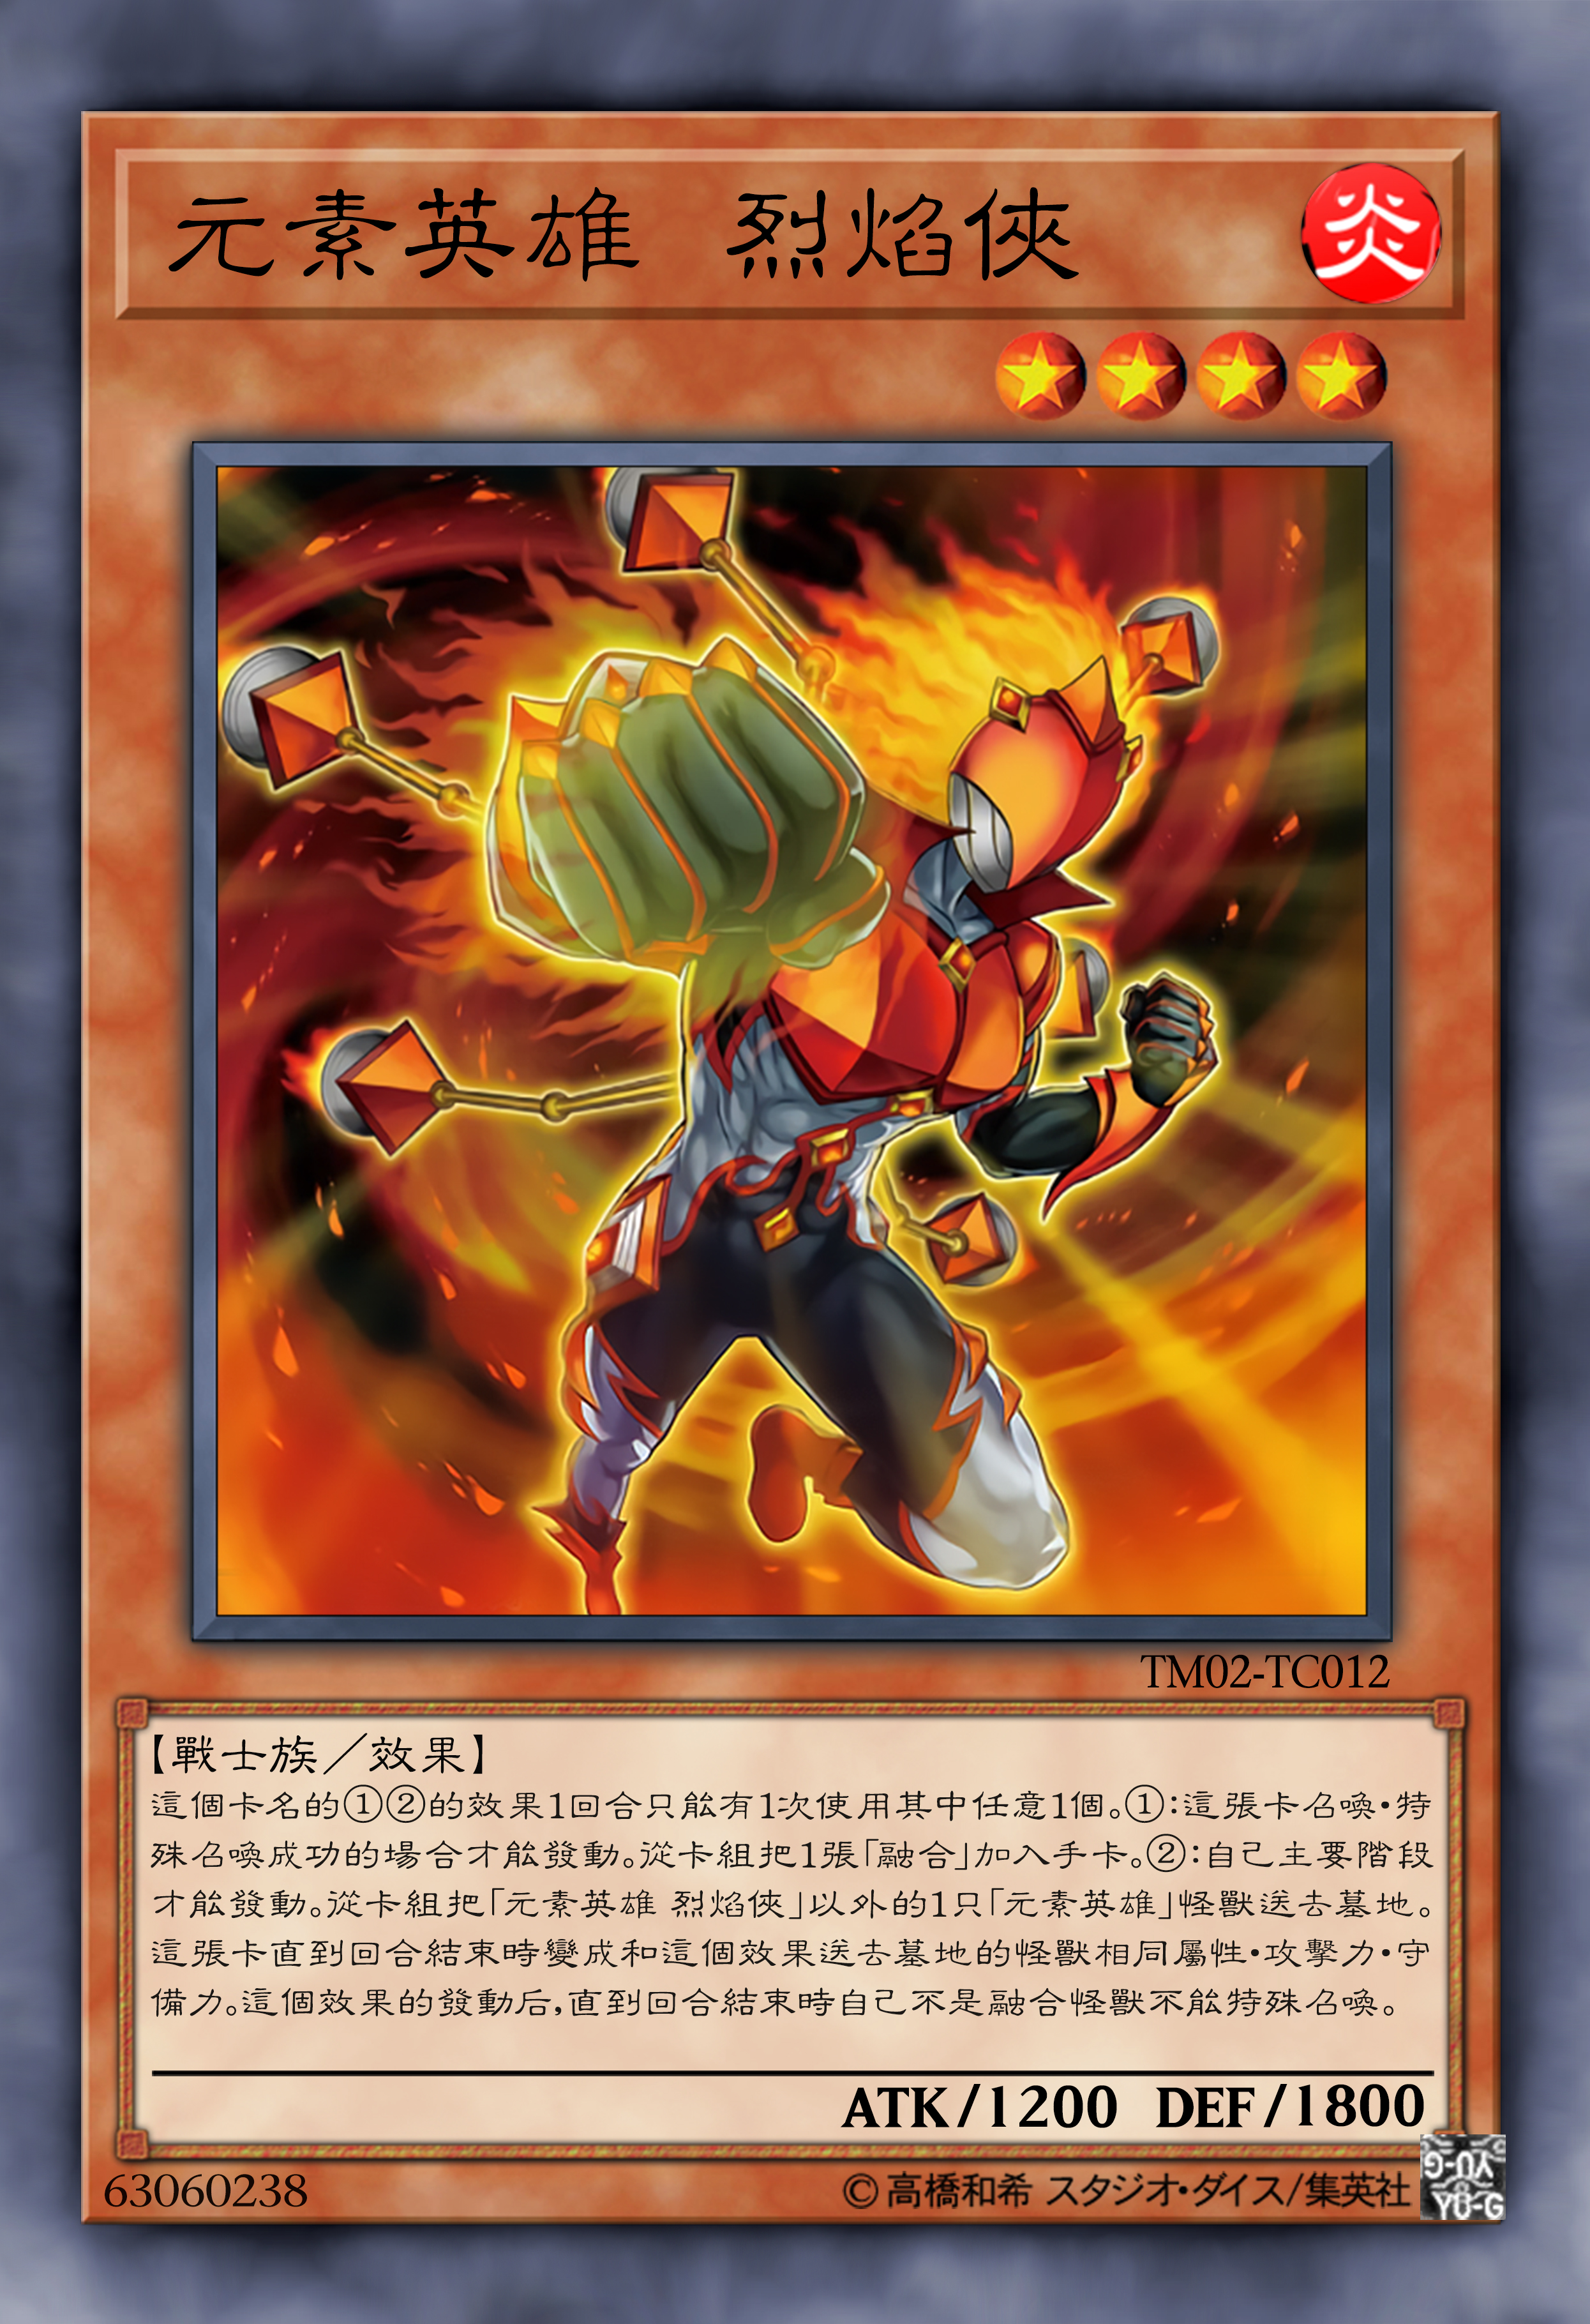 元素英雄 烈焰俠
炎
TM02-TC012
【戰士族／效果】
這個卡名的①②的效果1回合只能有1次使用其中任意1個。①：這張卡召喚・特
殊召喚成功的場合才能發動。從卡組把1張「融合」加入手卡。②：自己主要階段
才能發動。從卡組把「元素英雄 烈焰俠」以外的1只「元素英雄」怪獸送去墓地。
這張卡直到回合結束時變成和這個效果送去墓地的怪獸相同屬性・攻擊力・守
備力。這個效果的發動后，直到回合結束時自己不是融合怪獸不能特殊召喚。
ATK/1200 DEF/1800
63060238
©高橋和希 スタジオ・ダイス/集英社
YU-G
YU-G